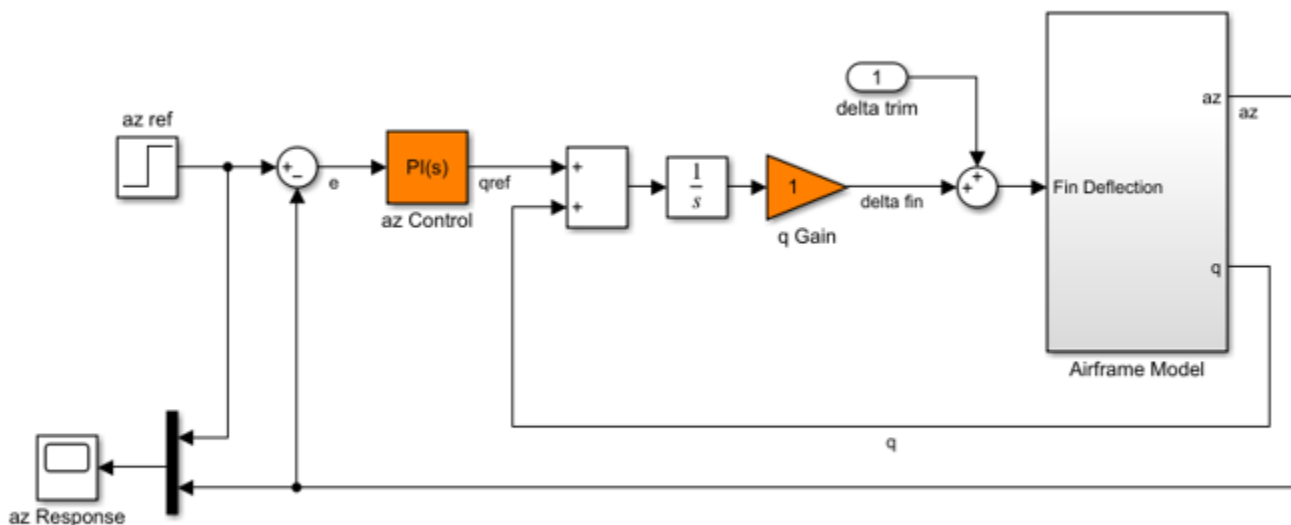 az ref
+
−
e
PI(s)
az Control
qref
+
+
1
s
1
q Gain
delta fin
1
delta trim
+
+
Fin Deflection
az
az
q
Airframe Model
q
az Response